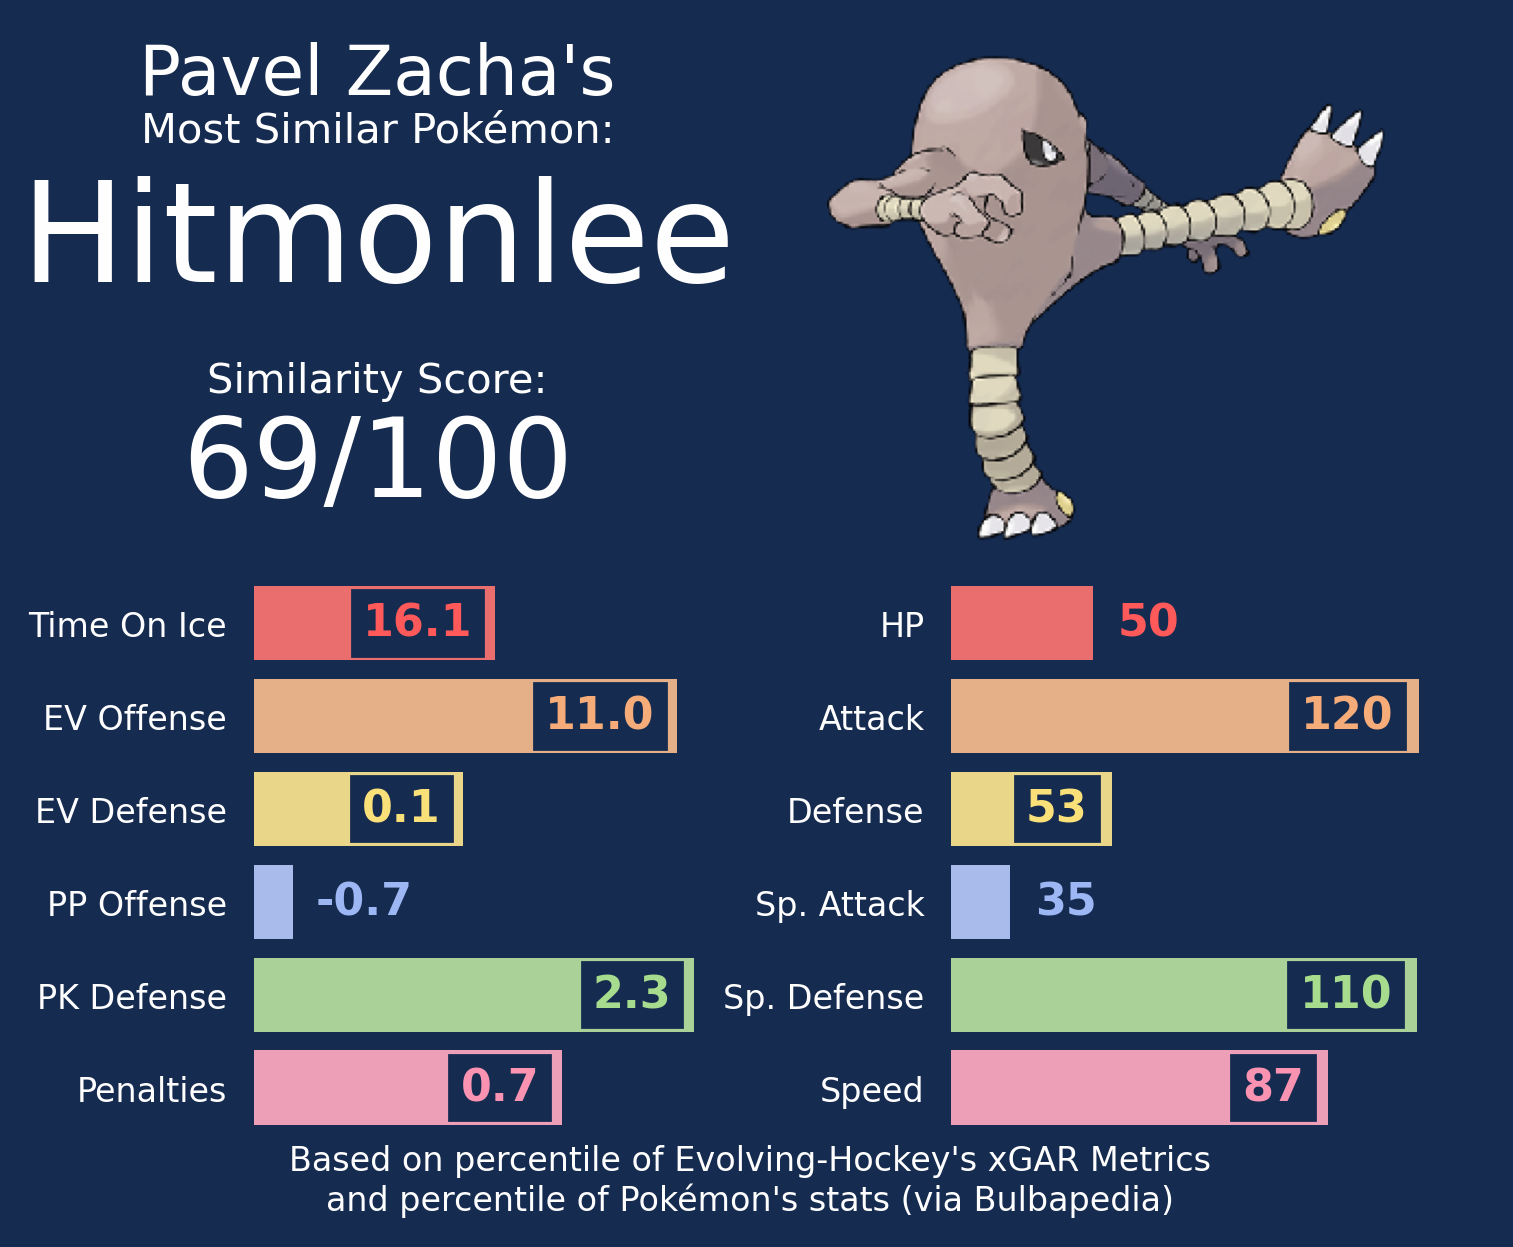 Pavel Zacha's
Most Similar Pokémon:
Hitmonlee
Similarity Score:
69/100
Time On Ice 16.1
EV Offense 11.0
EV Defense 0.1
PP Offense -0.7
PK Defense 2.3
Penalties 0.7
HP 50
Attack 120
Defense 53
Sp. Attack 35
Sp. Defense 110
Speed 87
Based on percentile of Evolving-Hockey's xGAR Metrics
and percentile of Pokémon's stats (via Bulbapedia)